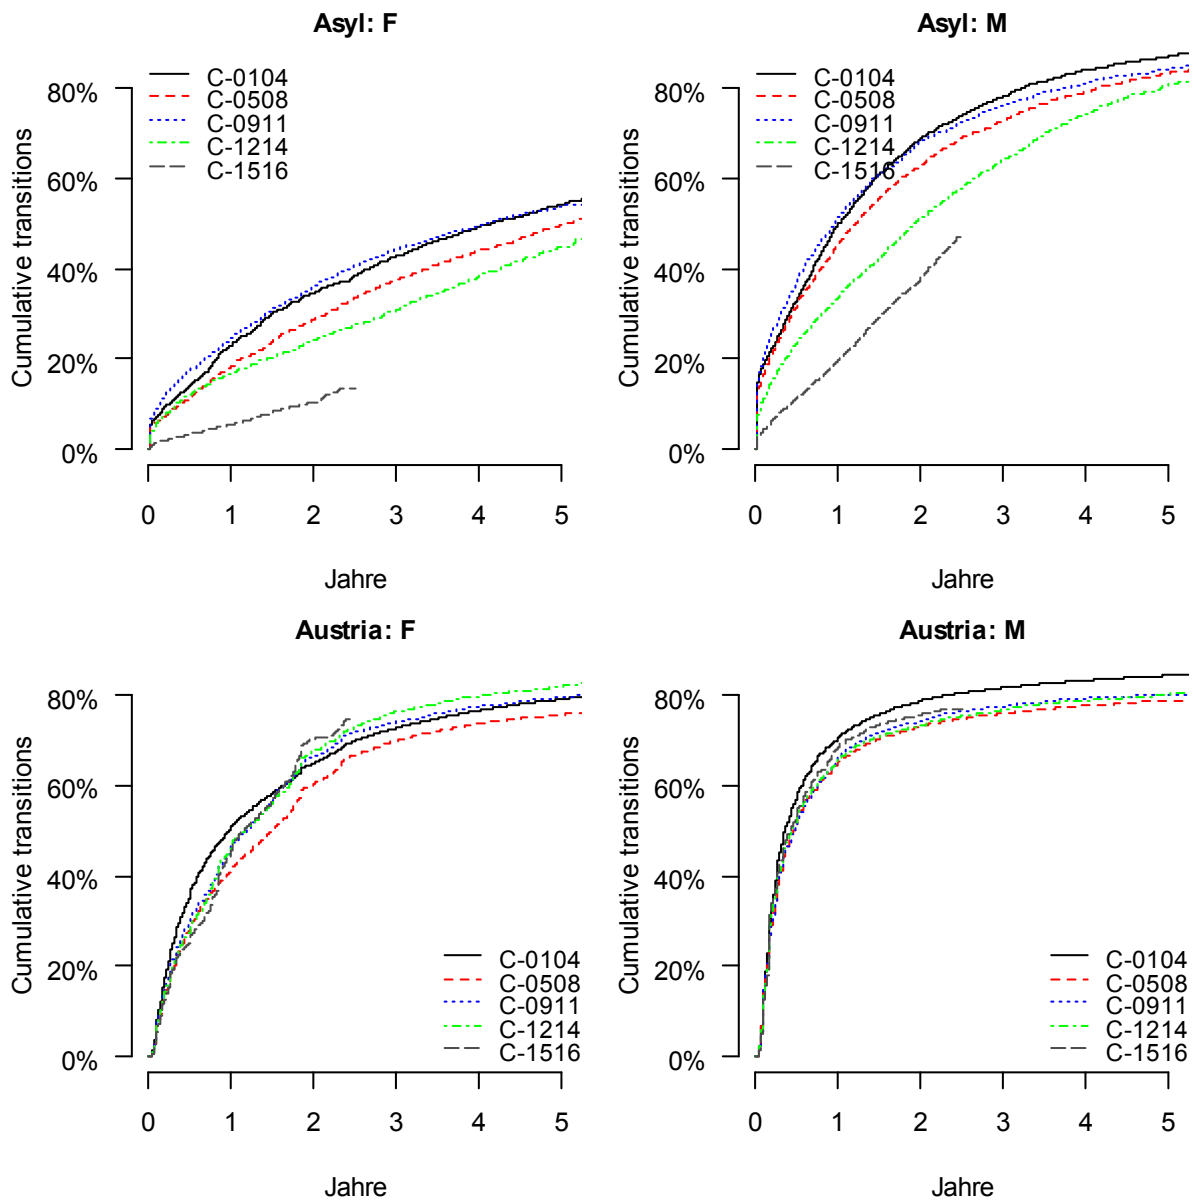 Asyl: F
C-0104
C-0508
C-0911
C-1214
C-1516
80%
60%
40%
20%
0%
Cumulative transitions
0 1 2 3 4 5
Jahre
Asyl: M
C-0104
C-0508
C-0911
C-1214
C-1516
80%
60%
40%
20%
0%
Cumulative transitions
0 1 2 3 4 5
Jahre
Austria: F
80%
60%
40%
20%
0%
Cumulative transitions
C-0104
C-0508
C-0911
C-1214
C-1516
0 1 2 3 4 5
Jahre
Austria: M
80%
60%
40%
20%
0%
Cumulative transitions
C-0104
C-0508
C-0911
C-1214
C-1516
0 1 2 3 4 5
Jahre